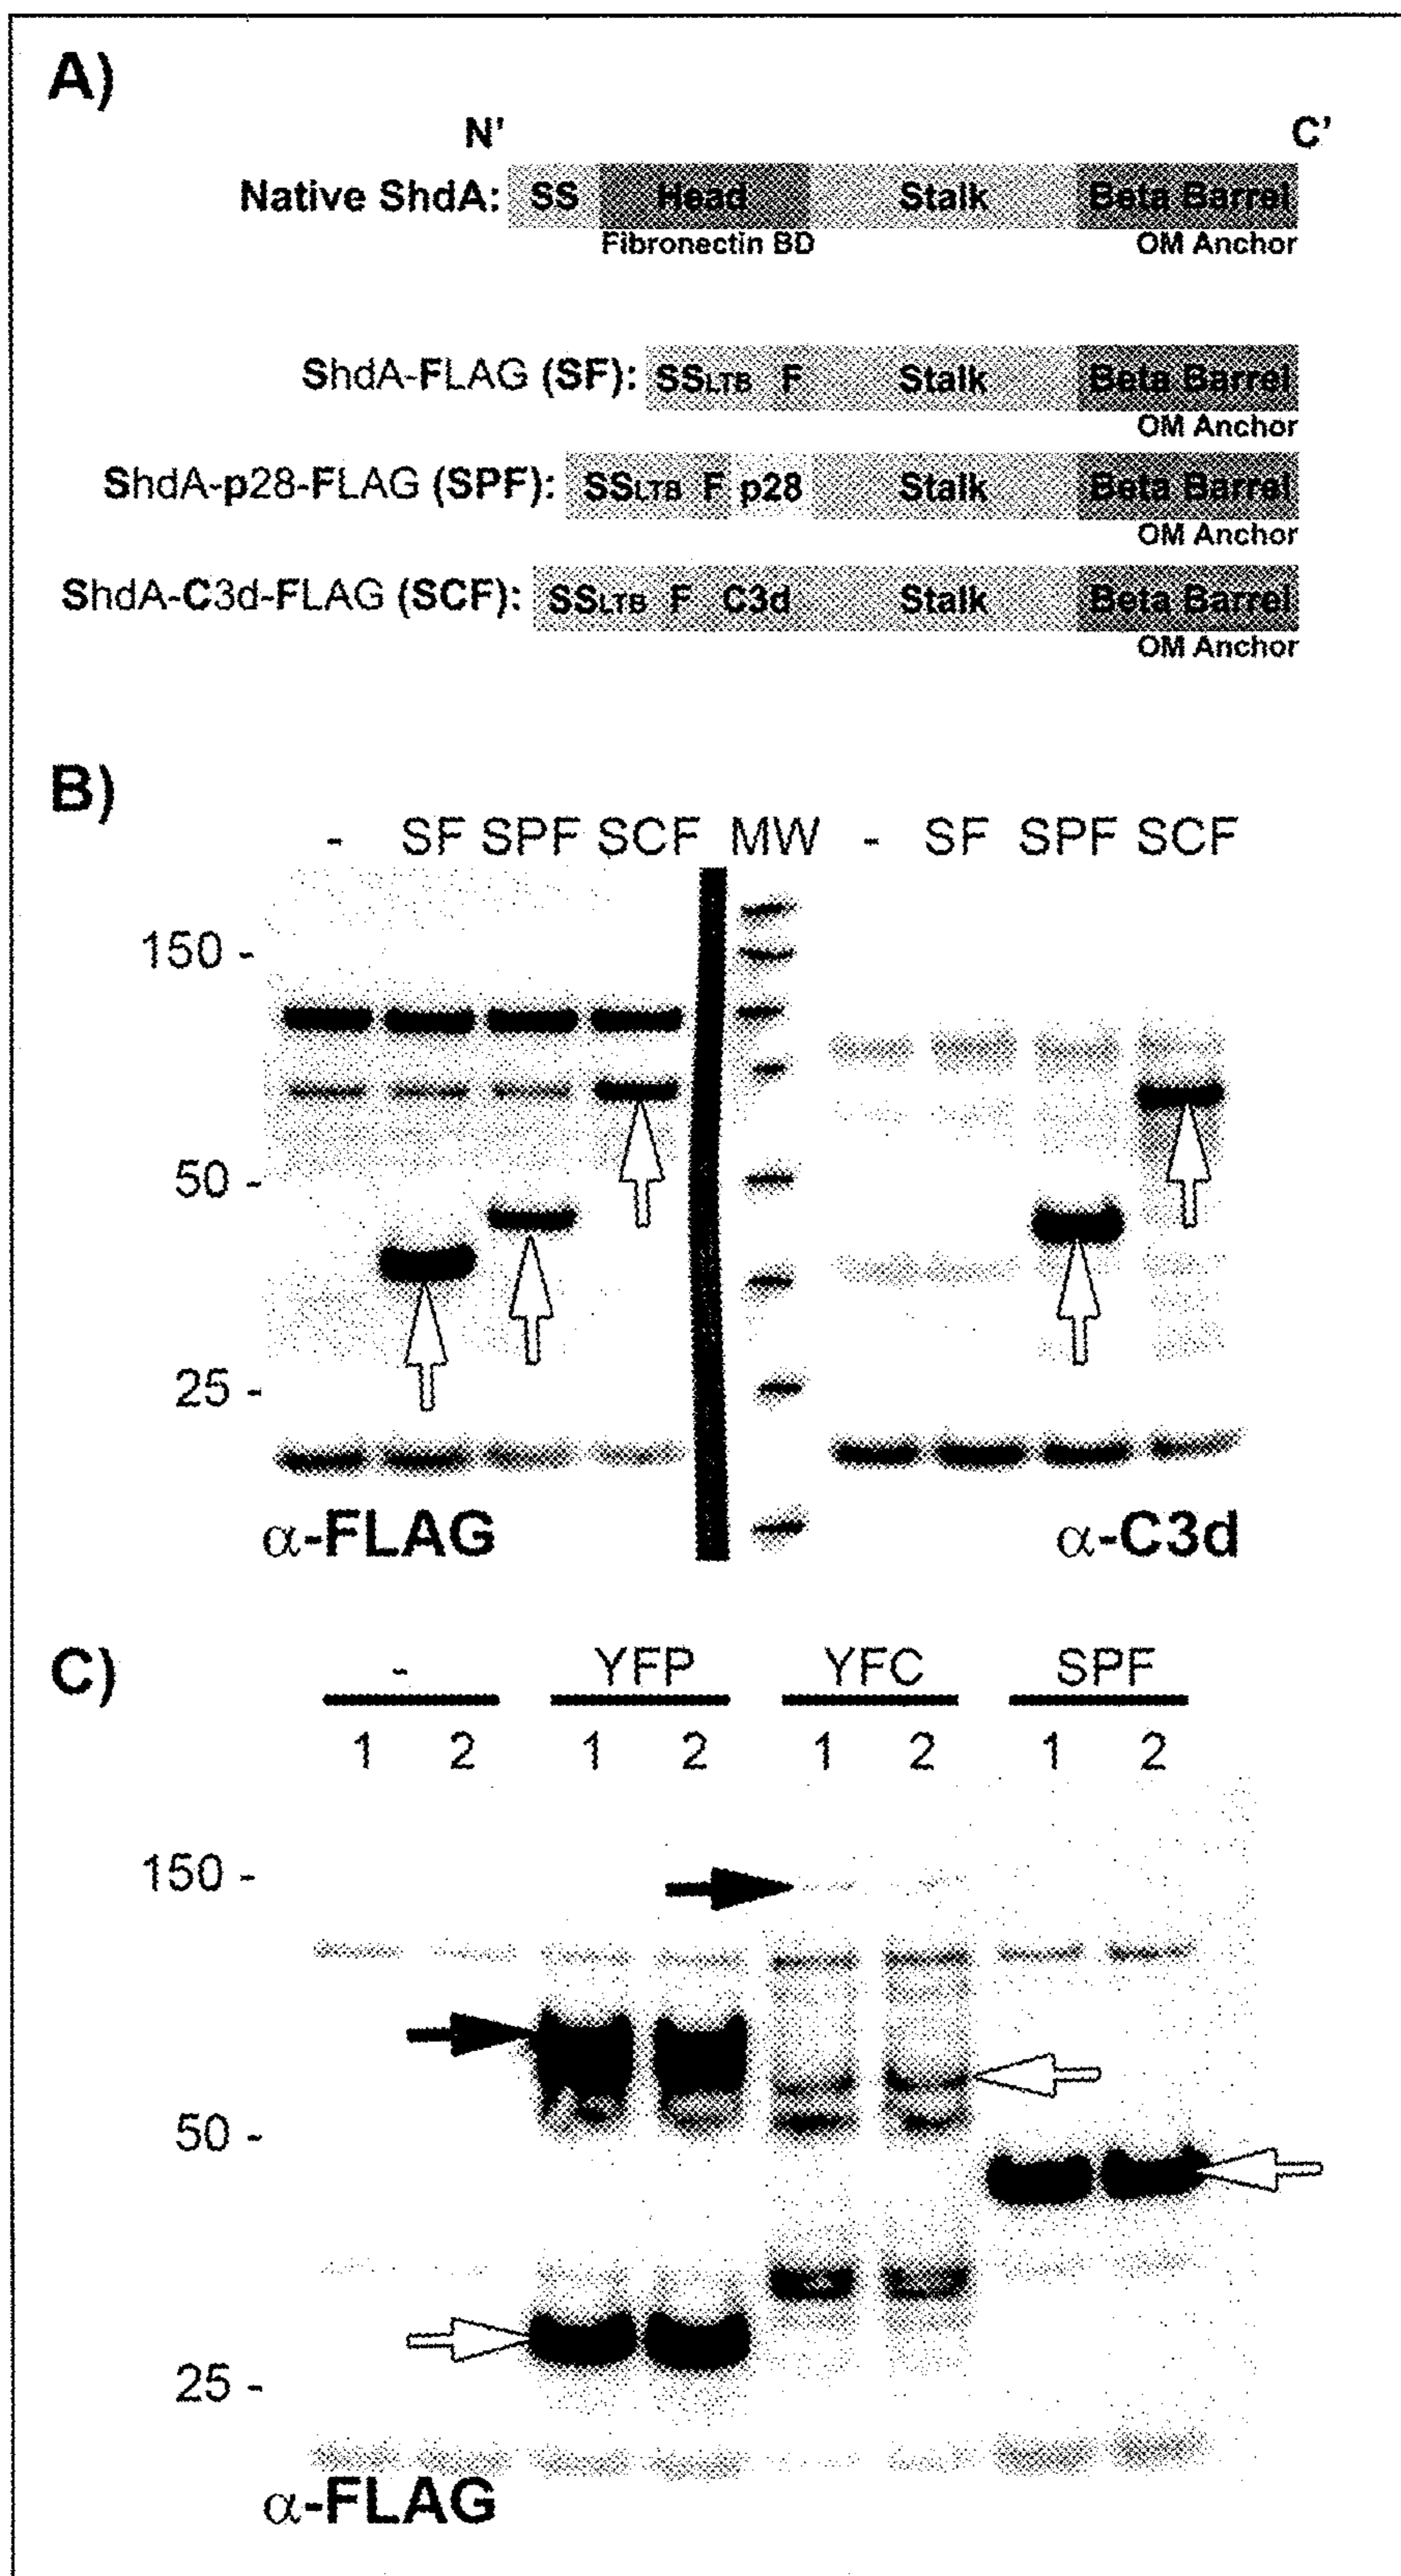 A)
N' C'
Native ShdA: SS Head Stalk Beta Barrel
Fibronectin BD OM Anchor
ShdA-FLAG (SF): SSLTB F Stalk Beta Barrel
OM Anchor
ShdA-p28-FLAG (SPF): SSLTB F p28 Stalk Beta Barrel
OM Anchor
ShdA-C3d-FLAG (SCF): SSLTB F C3d Stalk Beta Barrel
OM Anchor
B)
- SF SPF SCF MW - SF SPF SCF
150 -
50 -
25 -
α-FLAG α-C3d
C)
- YFP YFC SPF
1 2 1 2 1 2 1 2
150 -
50 -
25 -
α-FLAG